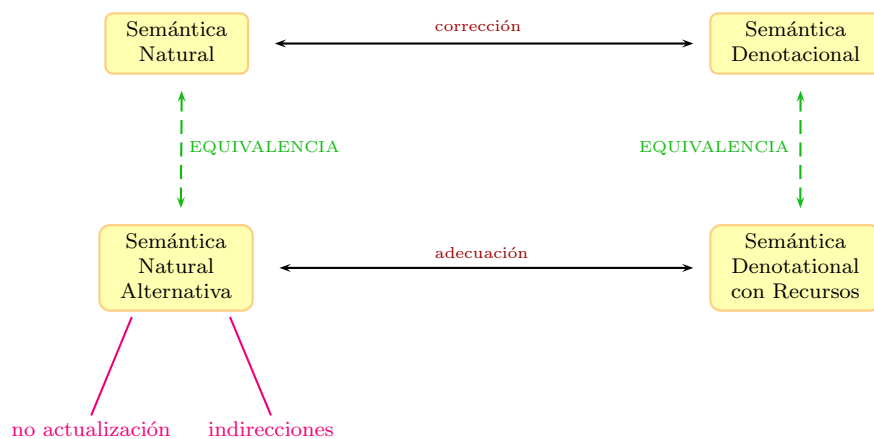 Semántica
Natural
corrección
Semántica
Denotacional
EQUIVALENCIA
EQUIVALENCIA
Semántica
Natural
Alternativa
adecuación
Semántica
Denotational
con Recursos
no actualización
indirecciones